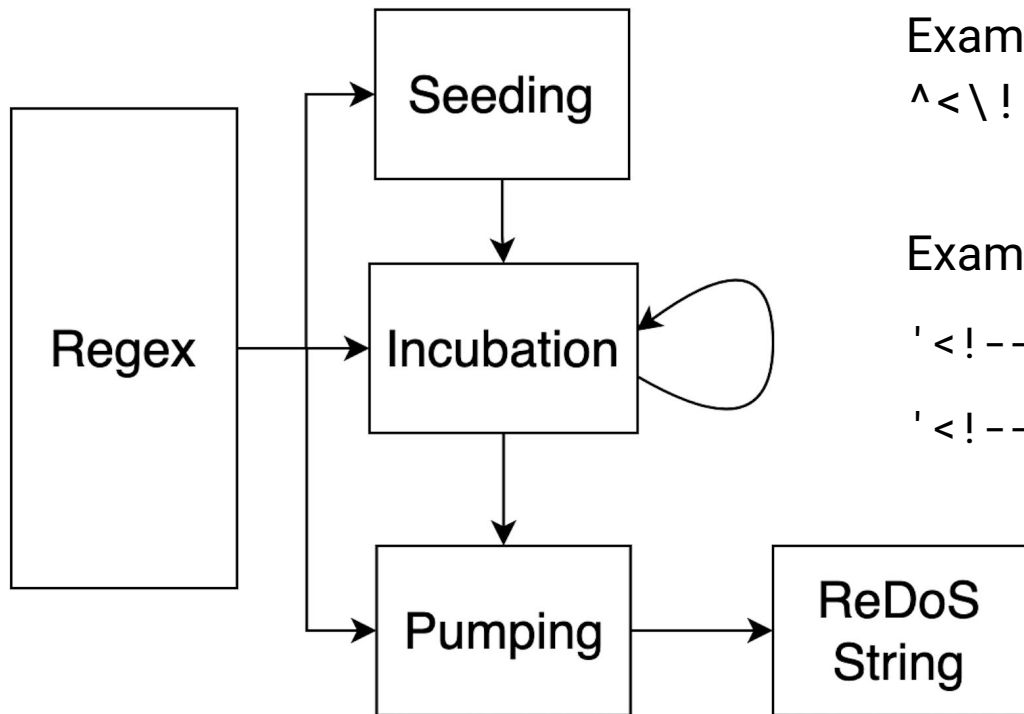 Seeding
Regex
Incubation
Pumping
ReDoS
String
Exam
^<\!
Exam
'<!--
'<!--